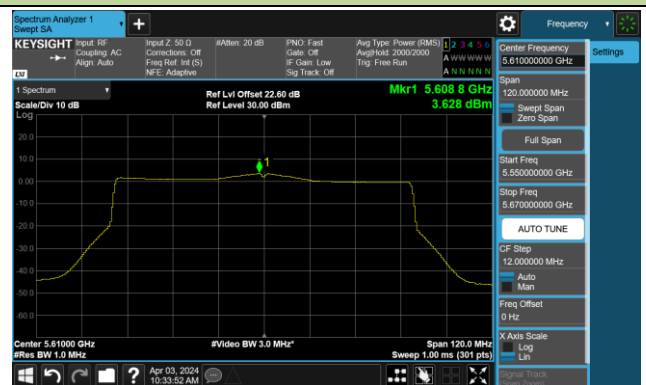 Spectrum Analyzer 1
Swept SA
Frequency
KEYSIGHT
Input: RF
Coupling: AC
Align: Auto
Input Z: 50 Ω
Corrections: Off
Freq Ref: Int (S)
NFE: Adaptive
#Atten: 20 dB
PNO: Fast
Gate: Off
IF Gain: Low
Sig Track: Off
Avg Type: Power (RMS)
Avg|Hold: 2000/2000
Trig: Free Run
1 2 3 4 5 6
A W W W W W
A N N N N N
LXI
1 Spectrum
Scale/Div 10 dB
Log
Ref Lvl Offset 22.60 dB
Ref Level 30.00 dBm
Mkr1 5.608 8 GHz
3.628 dBm
20.0
10.0
0.00
-10.0
-20.0
-30.0
-40.0
-50.0
-60.0
1
Center 5.61000 GHz
#Res BW 1.0 MHz
#Video BW 3.0 MHz*
Span 120.0 MHz
Sweep 1.00 ms (301 pts)
Apr 03, 2024
10:33:52 AM
Center Frequency
5.610000000 GHz
Settings
Span
120.000000 MHz
Swept Span
Zero Span
Full Span
Start Freq
5.550000000 GHz
Stop Freq
5.670000000 GHz
AUTO TUNE
CF Step
12.000000 MHz
Auto
Man
Freq Offset
0 Hz
X Axis Scale
Log
Lin
Signal Track